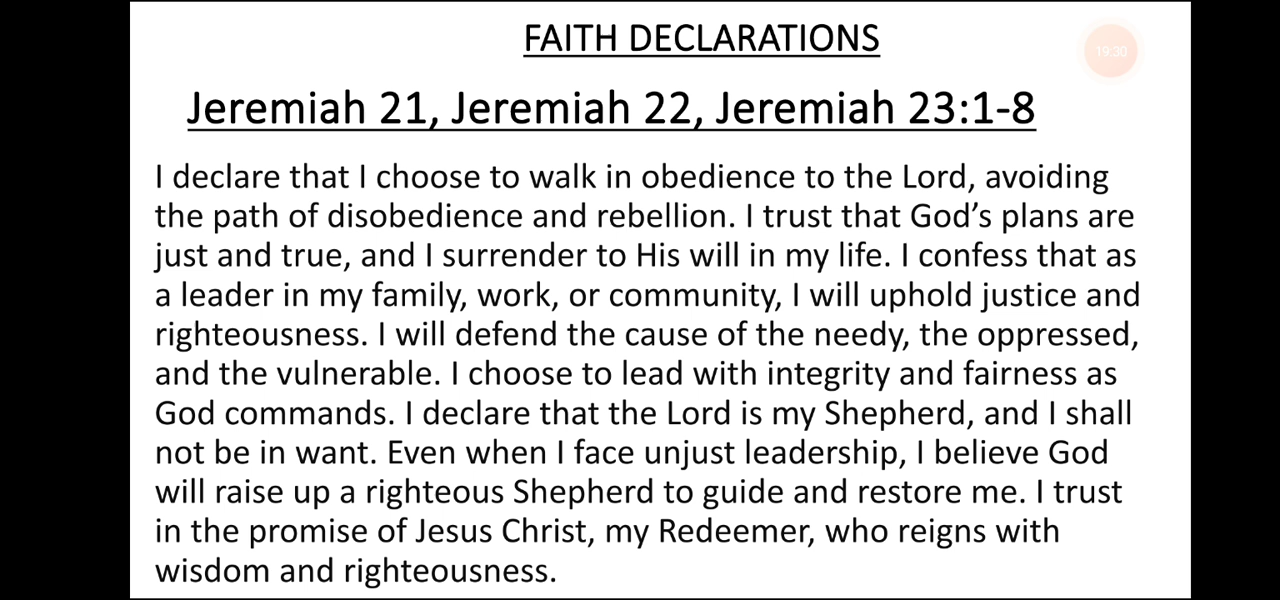 FAITH DECLARATIONS
19:30
Jeremiah 21, Jeremiah 22, Jeremiah 23:1-8
I declare that I choose to walk in obedience to the Lord, avoiding
the path of disobedience and rebellion. I trust that God’s plans are
just and true, and I surrender to His will in my life. I confess that as
a leader in my family, work, or community, I will uphold justice and
righteousness. I will defend the cause of the needy, the oppressed,
and the vulnerable. I choose to lead with integrity and fairness as
God commands. I declare that the Lord is my Shepherd, and I shall
not be in want. Even when I face unjust leadership, I believe God
will raise up a righteous Shepherd to guide and restore me. I trust
in the promise of Jesus Christ, my Redeemer, who reigns with
wisdom and righteousness.